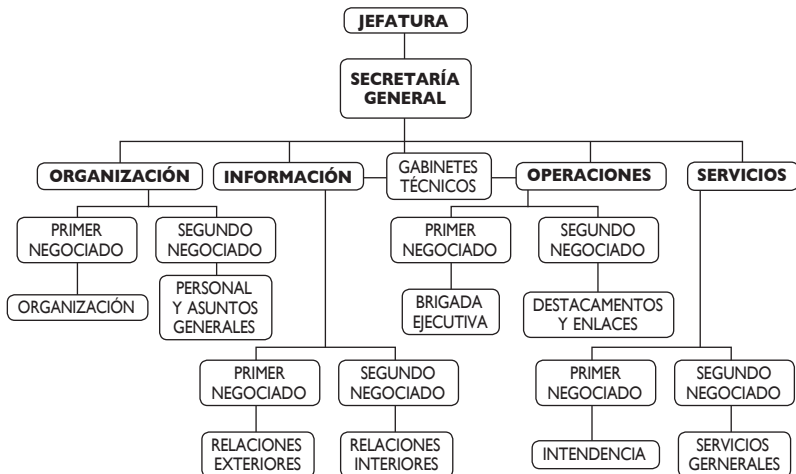 JEFATURA
SECRETARÍA
GENERAL
ORGANIZACIÓN
INFORMACIÓN
GABINETES
TÉCNICOS
OPERACIONES
SERVICIOS
PRIMER
NEGOCIADO
SEGUNDO
NEGOCIADO
PRIMER
NEGOCIADO
SEGUNDO
NEGOCIADO
ORGANIZACIÓN
PERSONAL
Y ASUNTOS
GENERALES
BRIGADA
EJECUTIVA
DESTACAMENTOS
Y ENLACES
PRIMER
NEGOCIADO
SEGUNDO
NEGOCIADO
PRIMER
NEGOCIADO
SEGUNDO
NEGOCIADO
RELACIONES
EXTERIORES
RELACIONES
INTERIORES
INTENDENCIA
SERVICIOS
GERNERALES